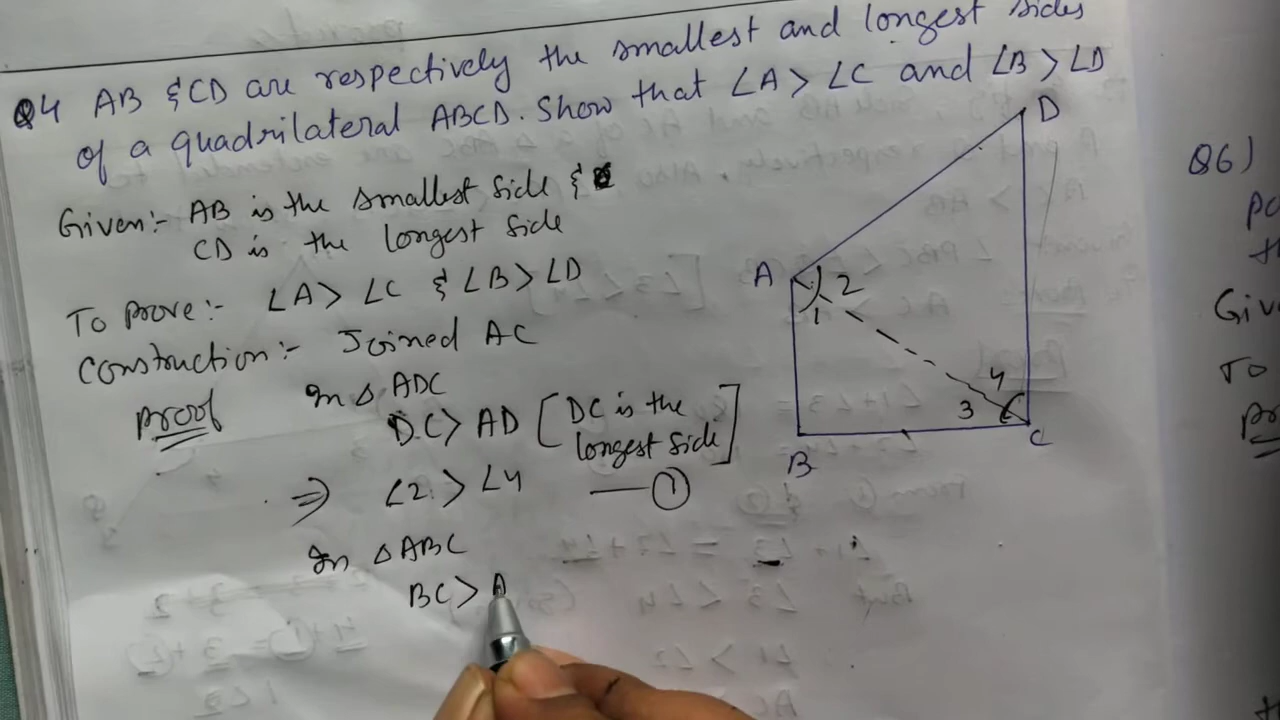 Q4 AB & CD are respectively the smallest and longest sides
of a quadrilateral ABCD. Show that ∠A > ∠C and ∠B > ∠D
Given:- AB is the smallest side &
CD is the longest side
To prove:- ∠A > ∠C & ∠B > ∠D
Construction:- Joined AC
Proof In △ ADC
DC > AD [DC is the
longest side]
⇒ ∠2 > ∠4 — ①
In △ ABC
BC > A
D
A 2
1
4
3
B
C
Q6)
Giv
To